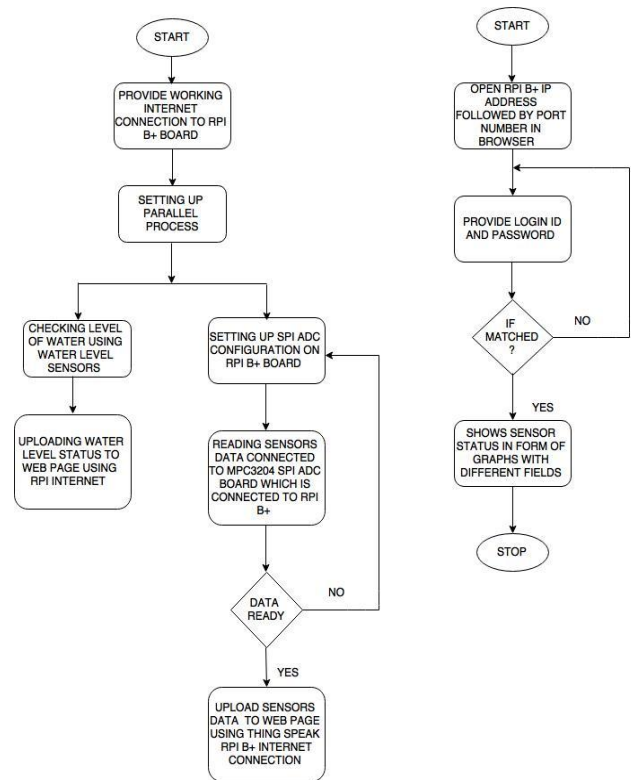 START
PROVIDE WORKING
INTERNET
CONNECTION TO RPI
B+ BOARD
SETTING UP
PARALLEL
PROCESS
CHECKING LEVEL
OF WATER USING
WATER LEVEL
SENSORS
UPLOADING WATER
LEVEL STATUS TO
WEB PAGE USING
RPI INTERNET
SETTING UP SPI ADC
CONFIGURATION ON
RPI B+ BOARD
READING SENSORS
DATA CONNECTED
TO MPC3204 SPI ADC
BOARD WHICH IS
CONNECTED TO RPI
B+
DATA
READY
NO
YES
UPLOAD SENSORS
DATA TO WEB PAGE
USING THING SPEAK
RPI B+ INTERNET
CONNECTION
START
OPEN RPI B+ IP
ADDRESS
FOLLOWED BY PORT
NUMBER IN
BROWSER
PROVIDE LOGIN ID
AND PASSWORD
IF
MATCHED
?
NO
YES
SHOWS SENSOR
STATUS IN FORM OF
GRAPHS WITH
DIFFERENT FIELDS
STOP